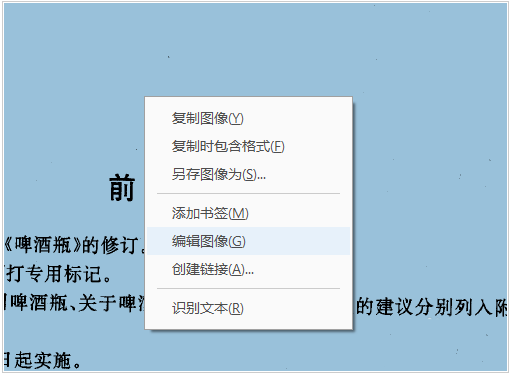 复制图像(Y)
复制时包含格式(F)
另存图像为(S)...
前
添加书签(M)
《啤酒瓶》的修订。
编辑图像(G)
打专用标记。
创建链接(A)...
啤酒瓶、关于啤 的建议分别列入附
识别文本(R)
日起实施。